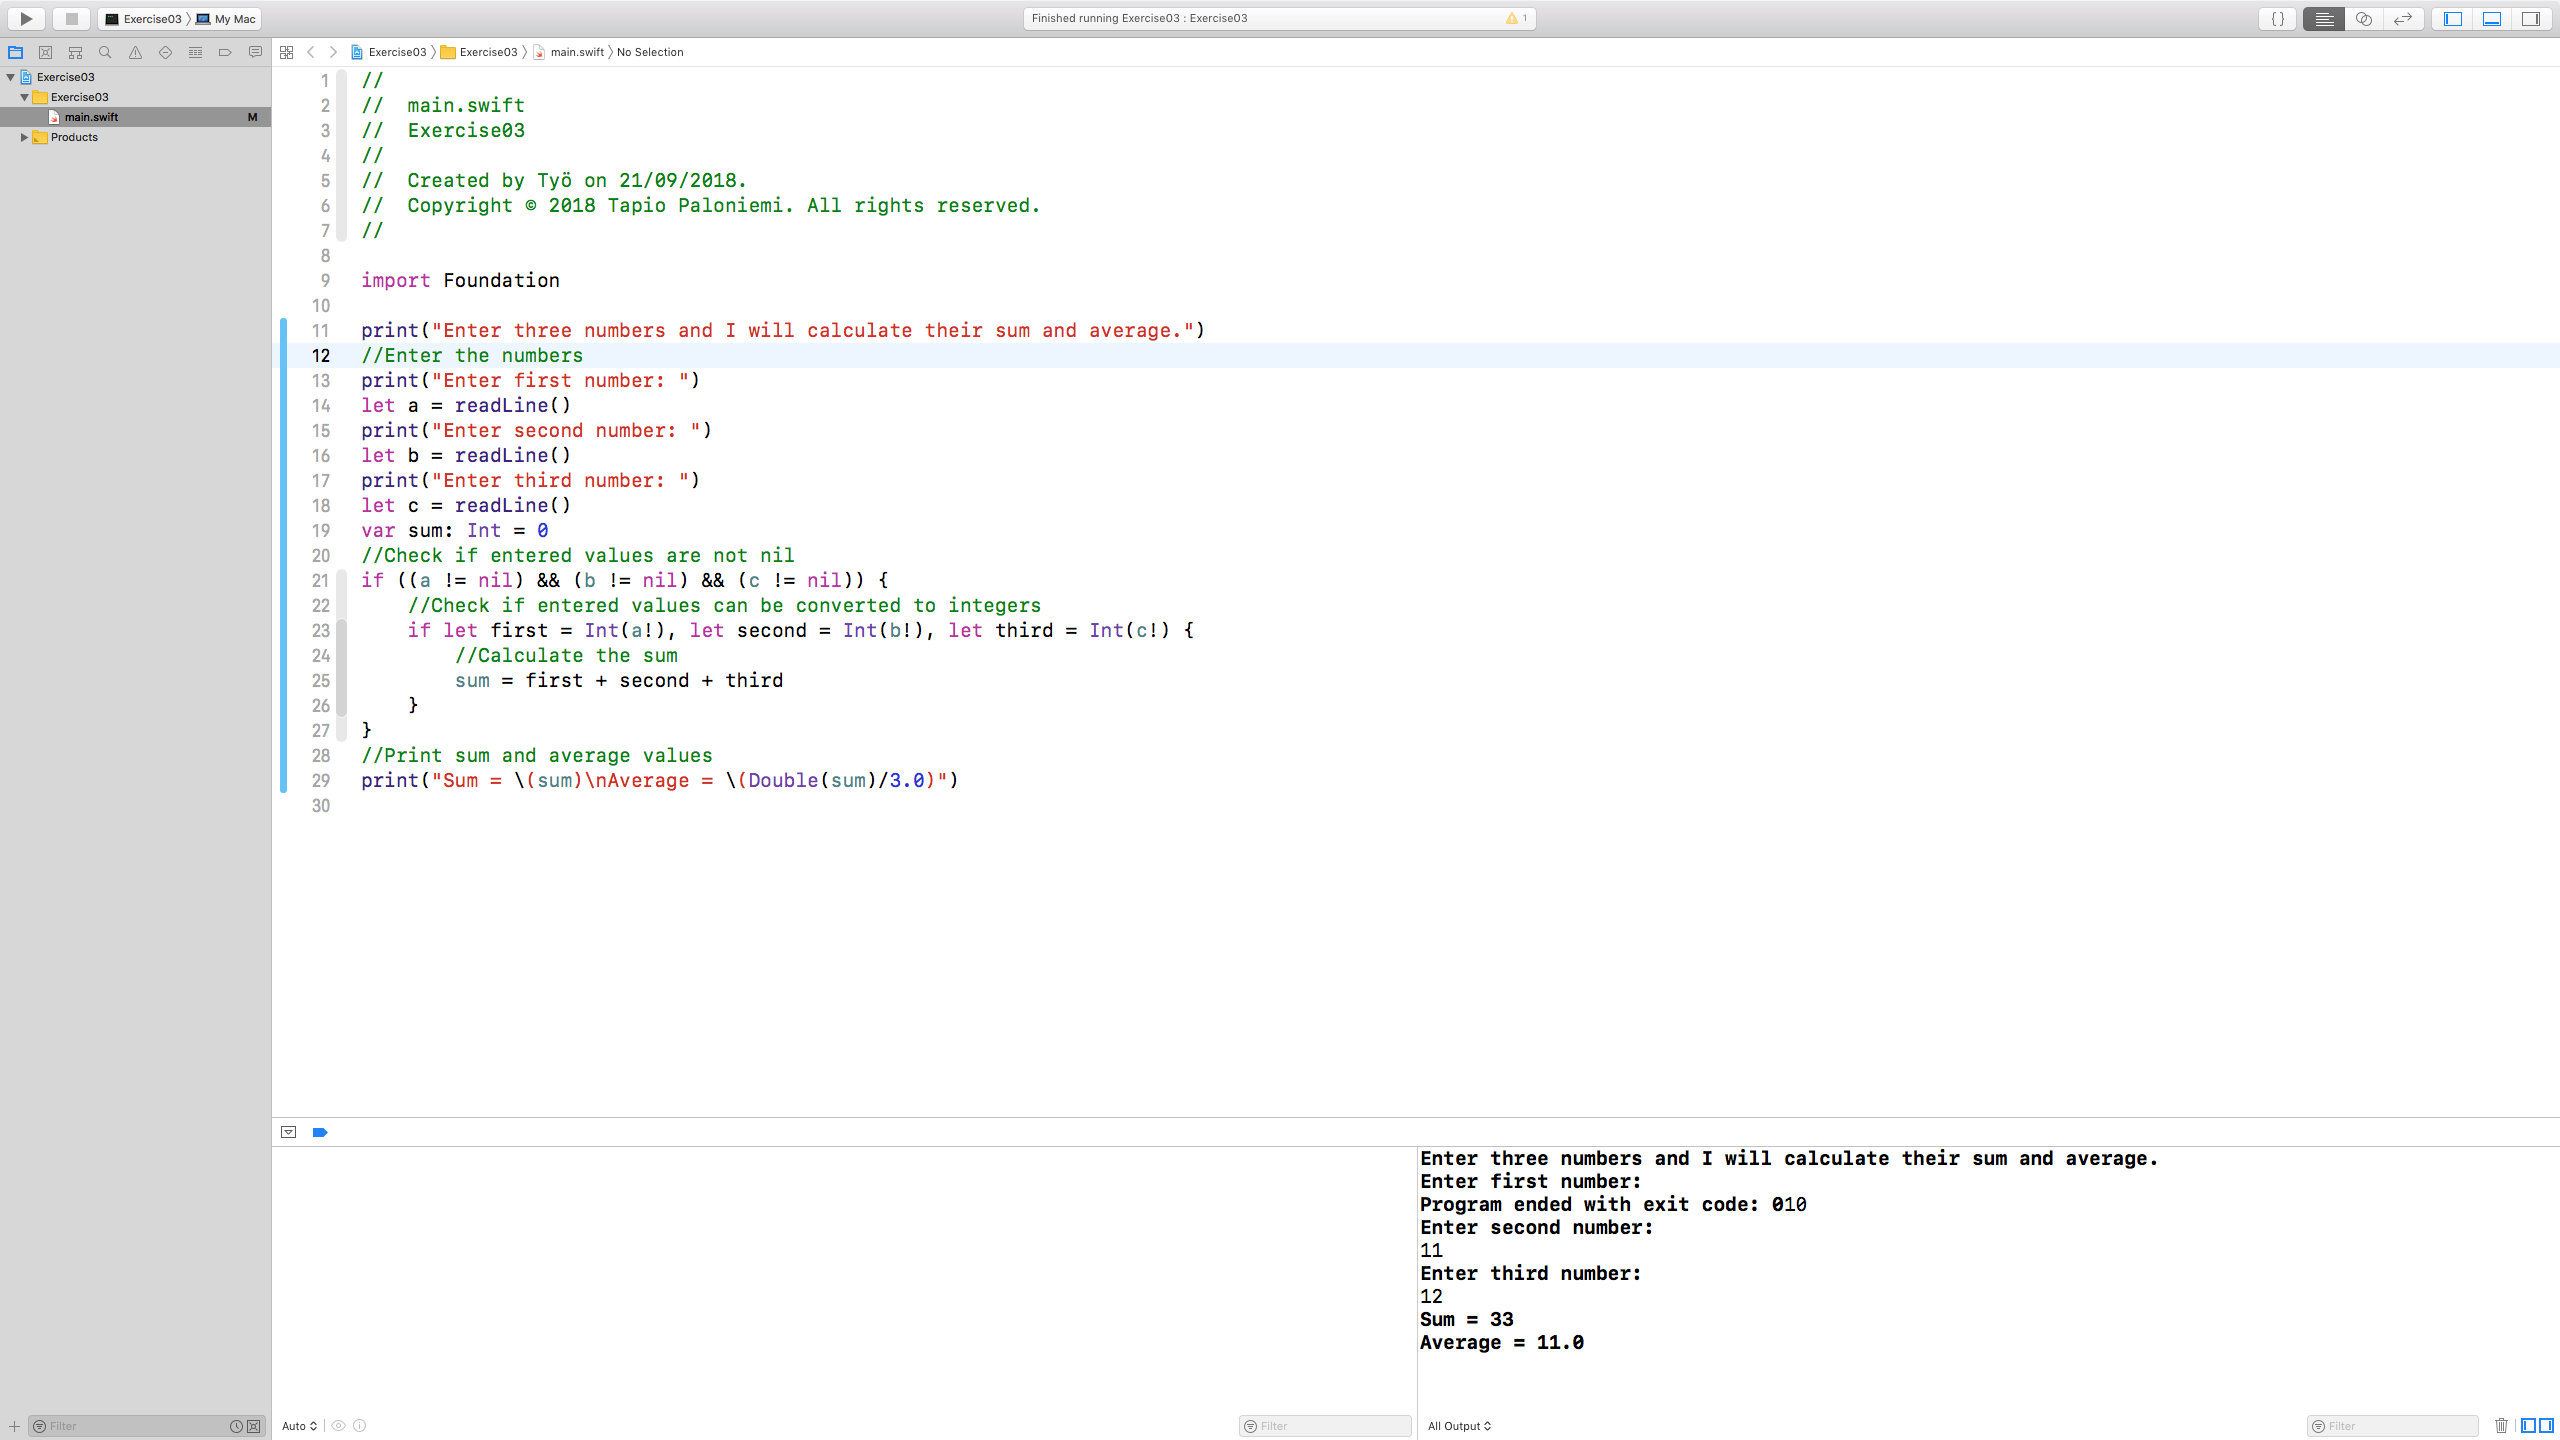 Exercise03 〉 My Mac
Finished running Exercise03 : Exercise03
1
Exercise03 〉 Exercise03 〉 main.swift 〉 No Selection
Exercise03
Exercise03
main.swift M
Products
1 //
2 //  main.swift
3 //  Exercise03
4 //
5 //  Created by Työ on 21/09/2018.
6 //  Copyright © 2018 Tapio Paloniemi. All rights reserved.
7 //
8
9 import Foundation
10
11 print("Enter three numbers and I will calculate their sum and average.")
12 //Enter the numbers
13 print("Enter first number: ")
14 let a = readLine()
15 print("Enter second number: ")
16 let b = readLine()
17 print("Enter third number: ")
18 let c = readLine()
19 var sum: Int = 0
20 //Check if entered values are not nil
21 if ((a != nil) && (b != nil) && (c != nil)) {
22     //Check if entered values can be converted to integers
23     if let first = Int(a!), let second = Int(b!), let third = Int(c!) {
24         //Calculate the sum
25         sum = first + second + third
26     }
27 }
28 //Print sum and average values
29 print("Sum = \(sum)\nAverage = \(Double(sum)/3.0)")
30
Enter three numbers and I will calculate their sum and average.
Enter first number:
Program ended with exit code: 010
Enter second number:
11
Enter third number:
12
Sum = 33
Average = 11.0
Filter
Auto
Filter
All Output
Filter